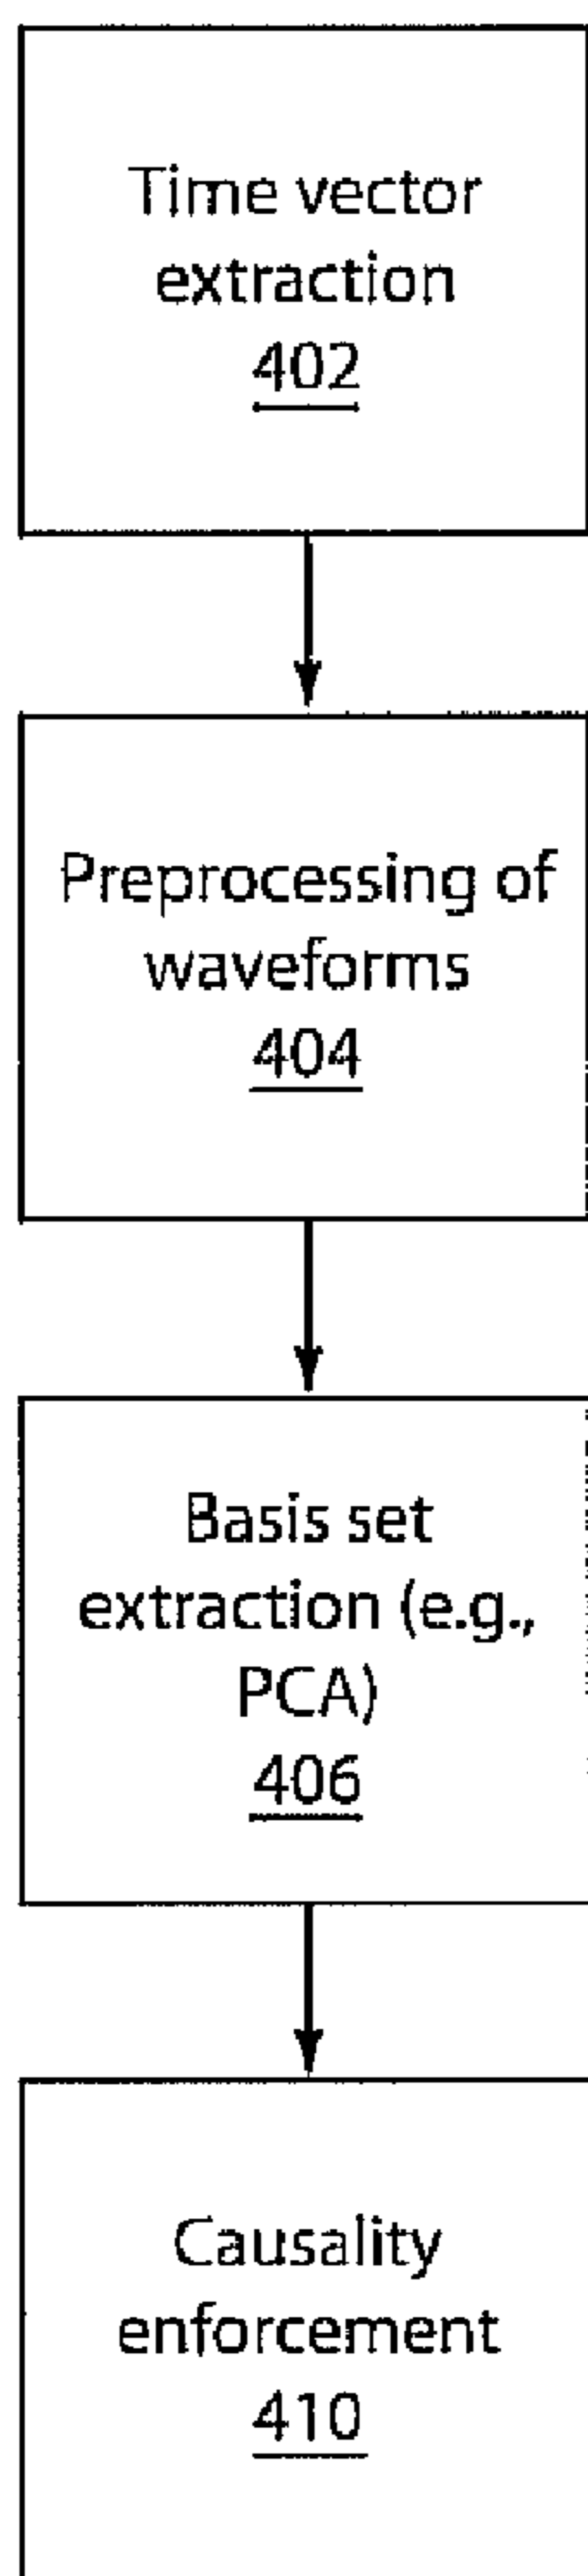 Time vector
extraction
402
Preprocessing of
waveforms
404
Basis set
extraction (e.g.,
PCA)
406
Causality
enforcement
410